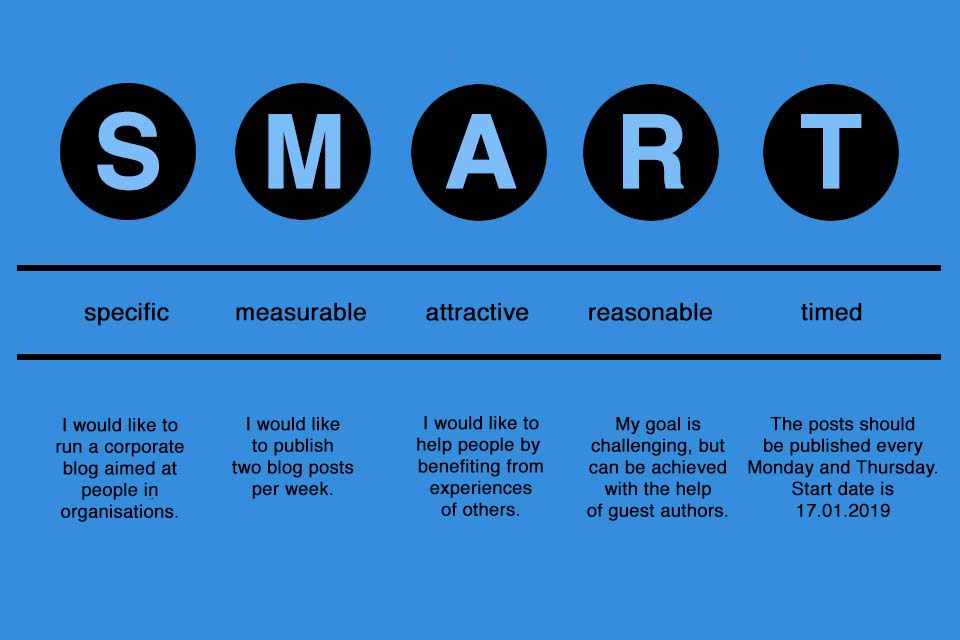 S M A R T
specific measurable attractive reasonable timed
I would like to
run a corporate
blog aimed at
people in
organisations.
I would like
to publish
two blog posts
per week.
I would like to
help people by
benefiting from
experiences
of others.
My goal is
challenging, but
can be achieved
with the help
of guest authors.
The posts should
be published every
Monday and Thursday.
Start date is
17.01.2019